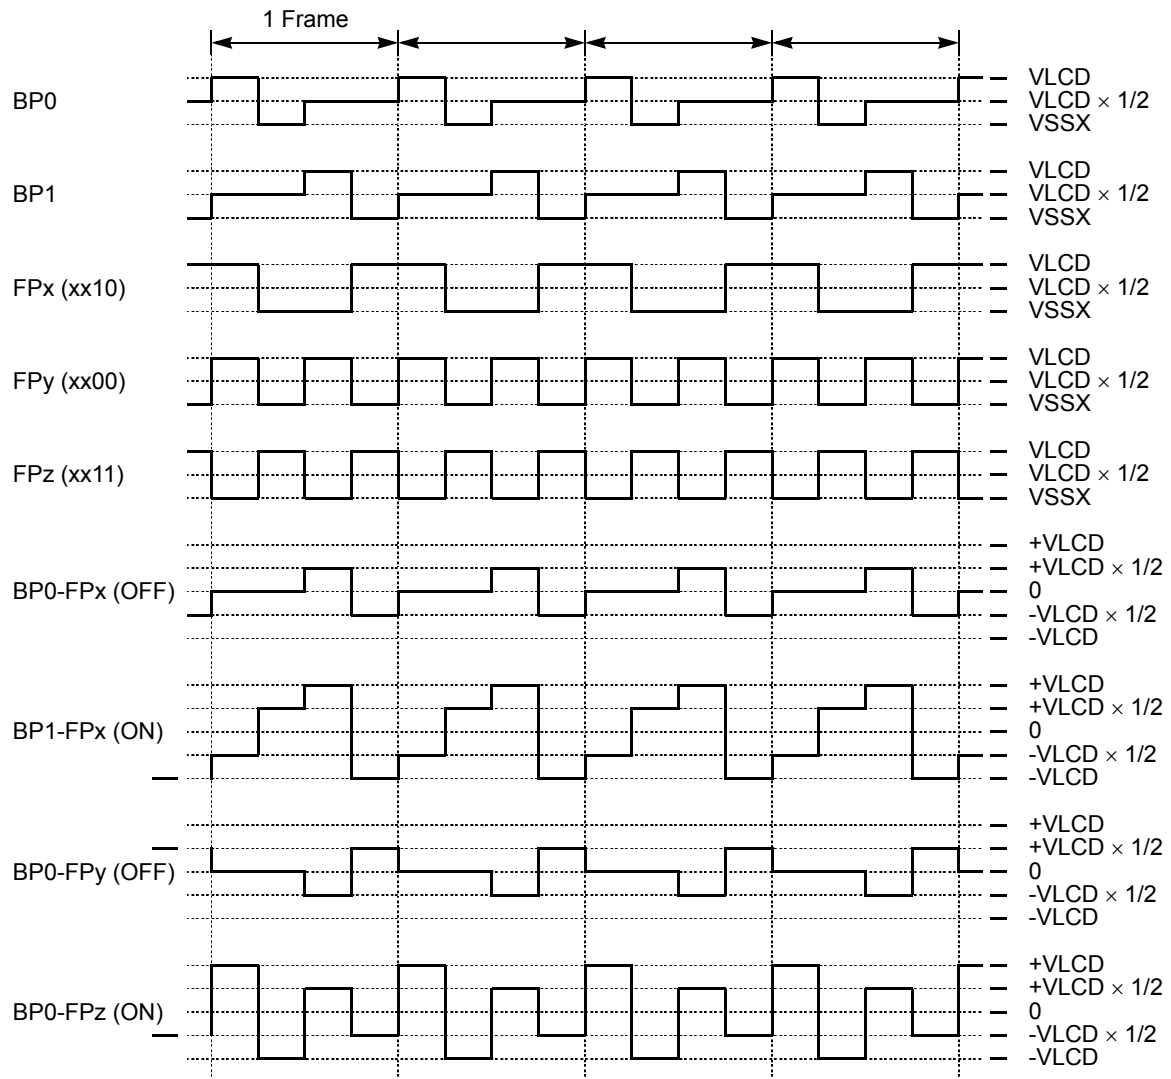 1 Frame
BP0
VLCD
VLCD × 1/2
VSSX
BP1
VLCD
VLCD × 1/2
VSSX
FPx (xx10)
VLCD
VLCD × 1/2
VSSX
FPy (xx00)
VLCD
VLCD × 1/2
VSSX
FPz (xx11)
VLCD
VLCD × 1/2
VSSX
BP0-FPx (OFF)
+VLCD
+VLCD × 1/2
0
-VLCD × 1/2
-VLCD
BP1-FPx (ON)
+VLCD
+VLCD × 1/2
0
-VLCD × 1/2
-VLCD
BP0-FPy (OFF)
+VLCD
+VLCD × 1/2
0
-VLCD × 1/2
-VLCD
BP0-FPz (ON)
+VLCD
+VLCD × 1/2
0
-VLCD × 1/2
-VLCD